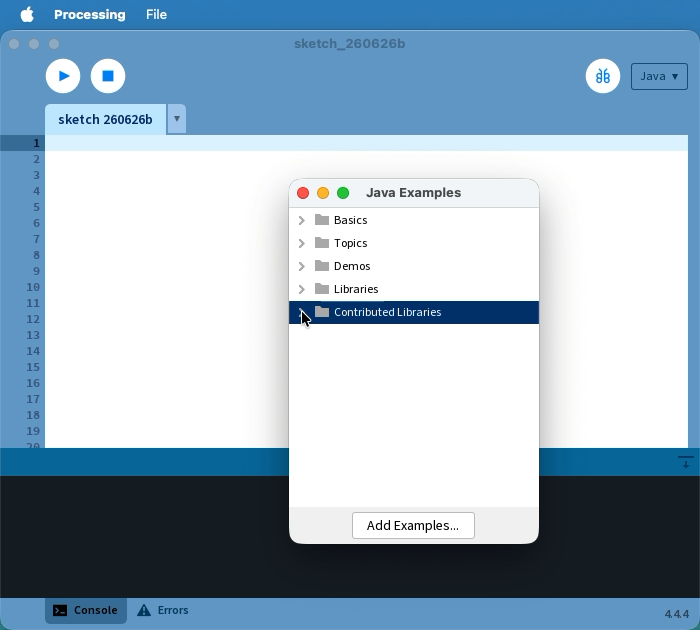 Processing File
sketch_260626b
Java ▾
sketch 260626b ▾
1
2
3
4
5
6
7
8
9
10
11
12
13
14
15
16
17
18
19
20
Java Examples
Basics
Topics
Demos
Libraries
Contributed Libraries
Add Examples...
Console Errors
4.4.4